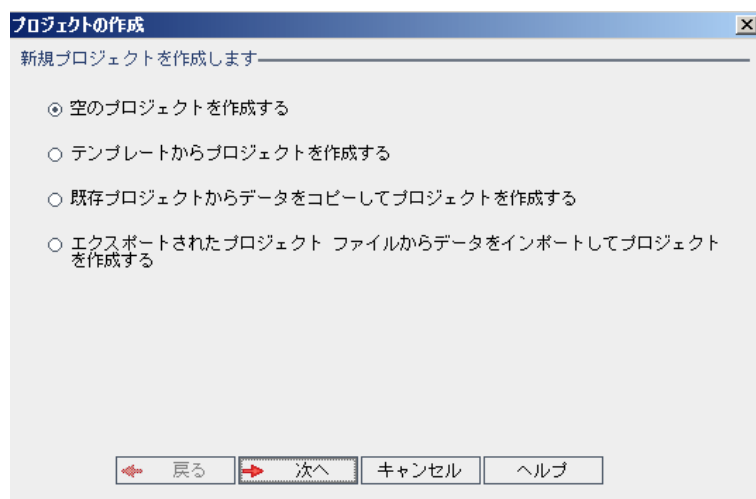 プロジェクトの作成
新規プロジェクトを作成します
空のプロジェクトを作成する
テンプレートからプロジェクトを作成する
既存プロジェクトからデータをコピーしてプロジェクトを作成する
エクスポートされたプロジェクト ファイルからデータをインポートしてプロジェクト
を作成する
戻る 次へ キャンセル ヘルプ